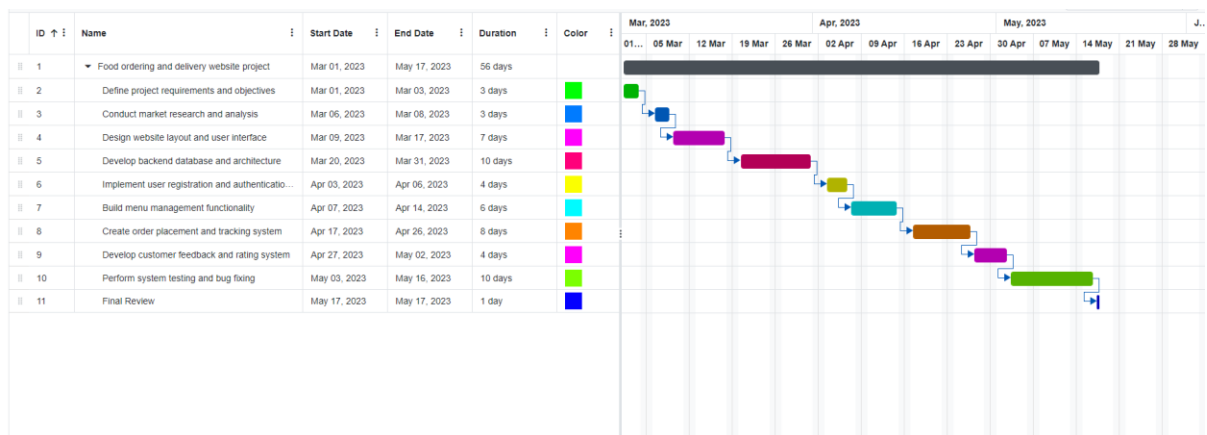 ID Name Start Date End Date Duration Color
Mar, 2023 Apr, 2023 May, 2023 J...
01... 05 Mar 12 Mar 19 Mar 26 Mar 02 Apr 09 Apr 16 Apr 23 Apr 30 Apr 07 May 14 May 21 May 28 May
1 Food ordering and delivery website project Mar 01, 2023 May 17, 2023 56 days
2 Define project requirements and objectives Mar 01, 2023 Mar 03, 2023 3 days
3 Conduct market research and analysis Mar 06, 2023 Mar 08, 2023 3 days
4 Design website layout and user interface Mar 09, 2023 Mar 17, 2023 7 days
5 Develop backend database and architecture Mar 20, 2023 Mar 31, 2023 10 days
6 Implement user registration and authenticatio... Apr 03, 2023 Apr 06, 2023 4 days
7 Build menu management functionality Apr 07, 2023 Apr 14, 2023 6 days
8 Create order placement and tracking system Apr 17, 2023 Apr 26, 2023 8 days
9 Develop customer feedback and rating system Apr 27, 2023 May 02, 2023 4 days
10 Perform system testing and bug fixing May 03, 2023 May 16, 2023 10 days
11 Final Review May 17, 2023 May 17, 2023 1 day